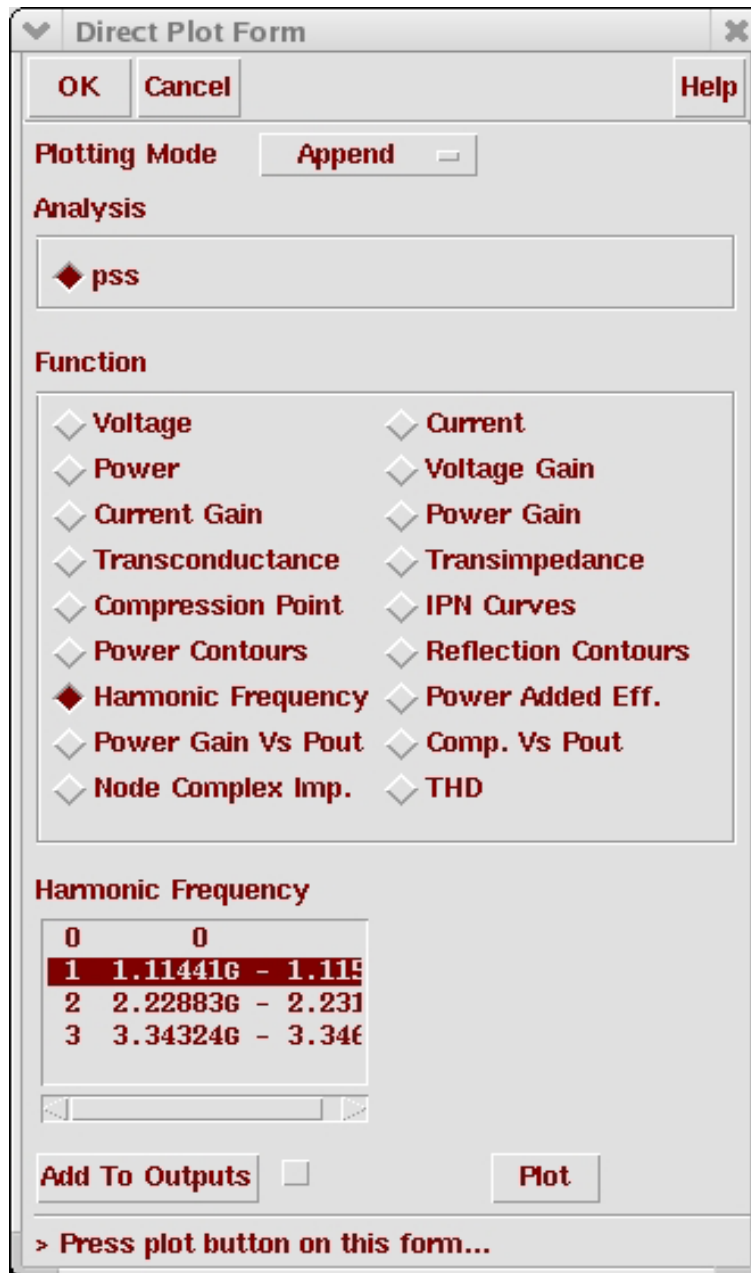 Direct Plot Form
OK Cancel Help
Plotting Mode Append
Analysis
pss
Function
Voltage Current
Power Voltage Gain
Current Gain Power Gain
Transconductance Transimpedance
Compression Point IPN Curves
Power Contours Reflection Contours
Harmonic Frequency Power Added Eff.
Power Gain Vs Pout Comp. Vs Pout
Node Complex Imp. THD
Harmonic Frequency
0 0
1 1.11441G - 1.115
2 2.22883G - 2.231
3 3.34324G - 3.346
Add To Outputs Plot
> Press plot button on this form...